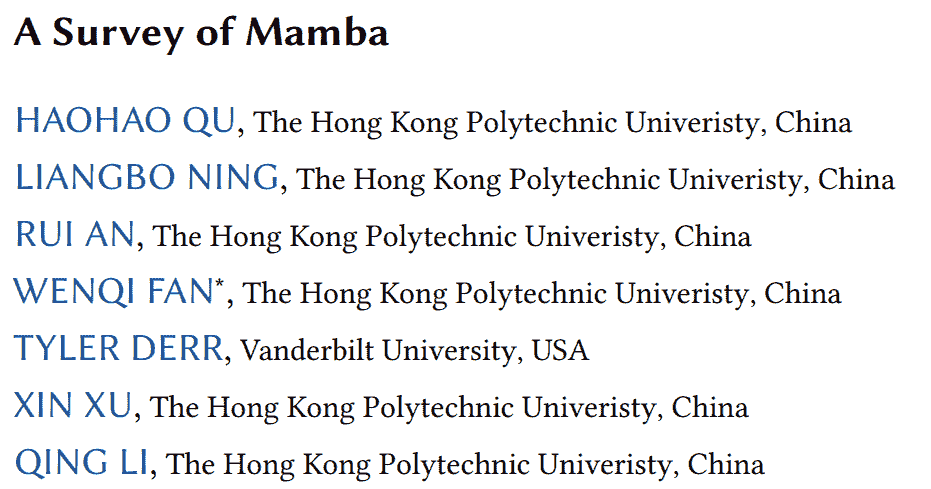 A Survey of Mamba
HAOHAO QU, The Hong Kong Polytechnic Univeristy, China
LIANGBO NING, The Hong Kong Polytechnic Univeristy, China
RUI AN, The Hong Kong Polytechnic Univeristy, China
WENQI FAN*, The Hong Kong Polytechnic Univeristy, China
TYLER DERR, Vanderbilt University, USA
XIN XU, The Hong Kong Polytechnic Univeristy, China
QING LI, The Hong Kong Polytechnic Univeristy, China